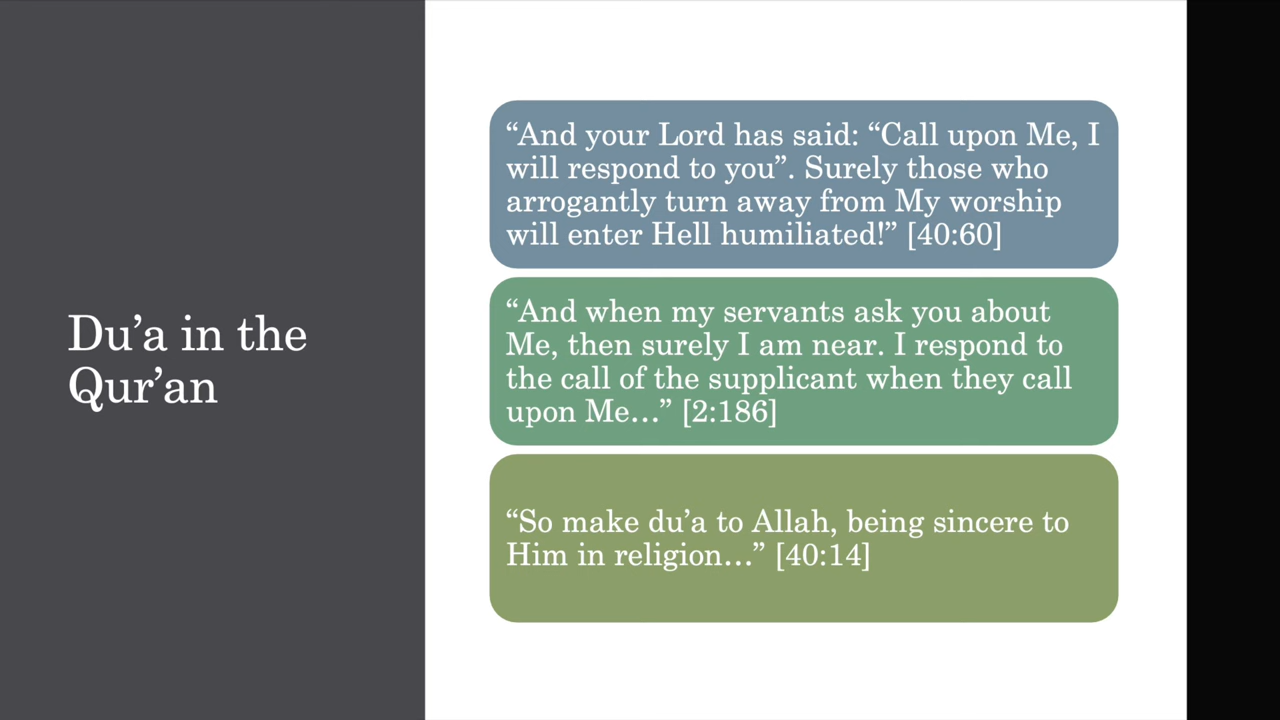 Du’a in the
Qur’an
“And your Lord has said: “Call upon Me, I
will respond to you”. Surely those who
arrogantly turn away from My worship
will enter Hell humiliated!” [40:60]
“And when my servants ask you about
Me, then surely I am near. I respond to
the call of the supplicant when they call
upon Me…” [2:186]
“So make du’a to Allah, being sincere to
Him in religion…” [40:14]